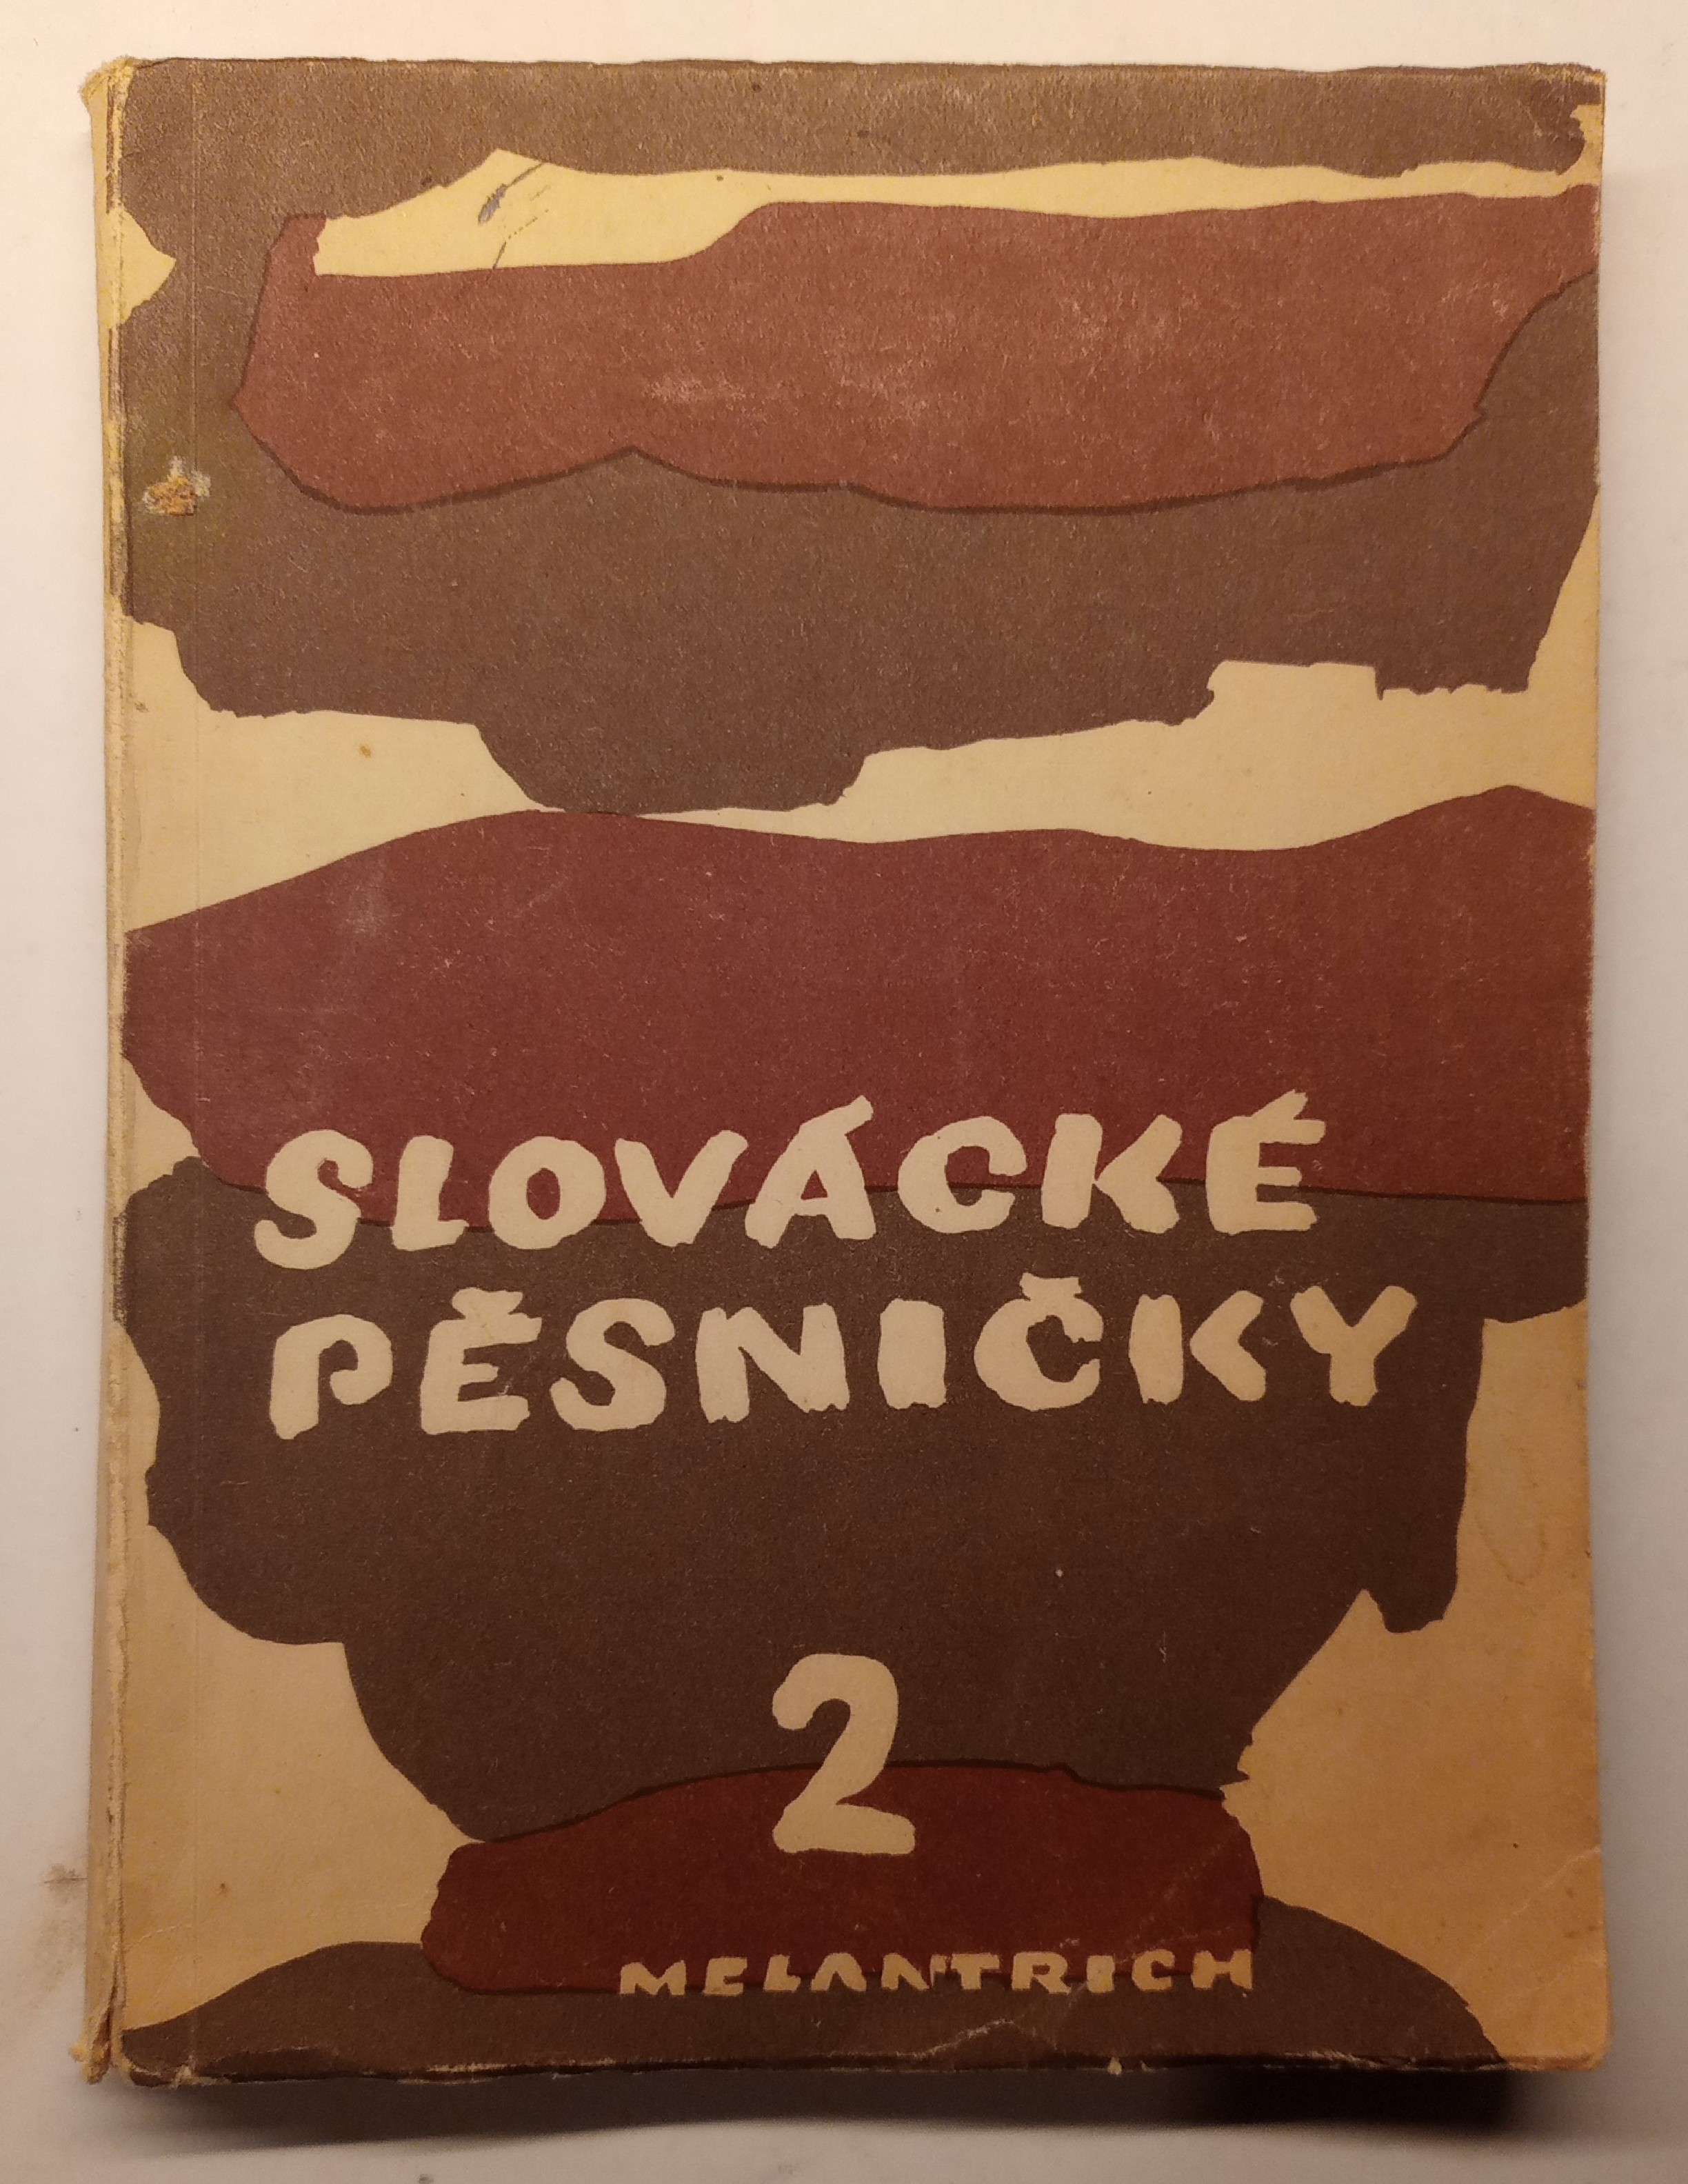 SLOVÁCKÉ
PĚSNIČKY
2
MELANTRICH